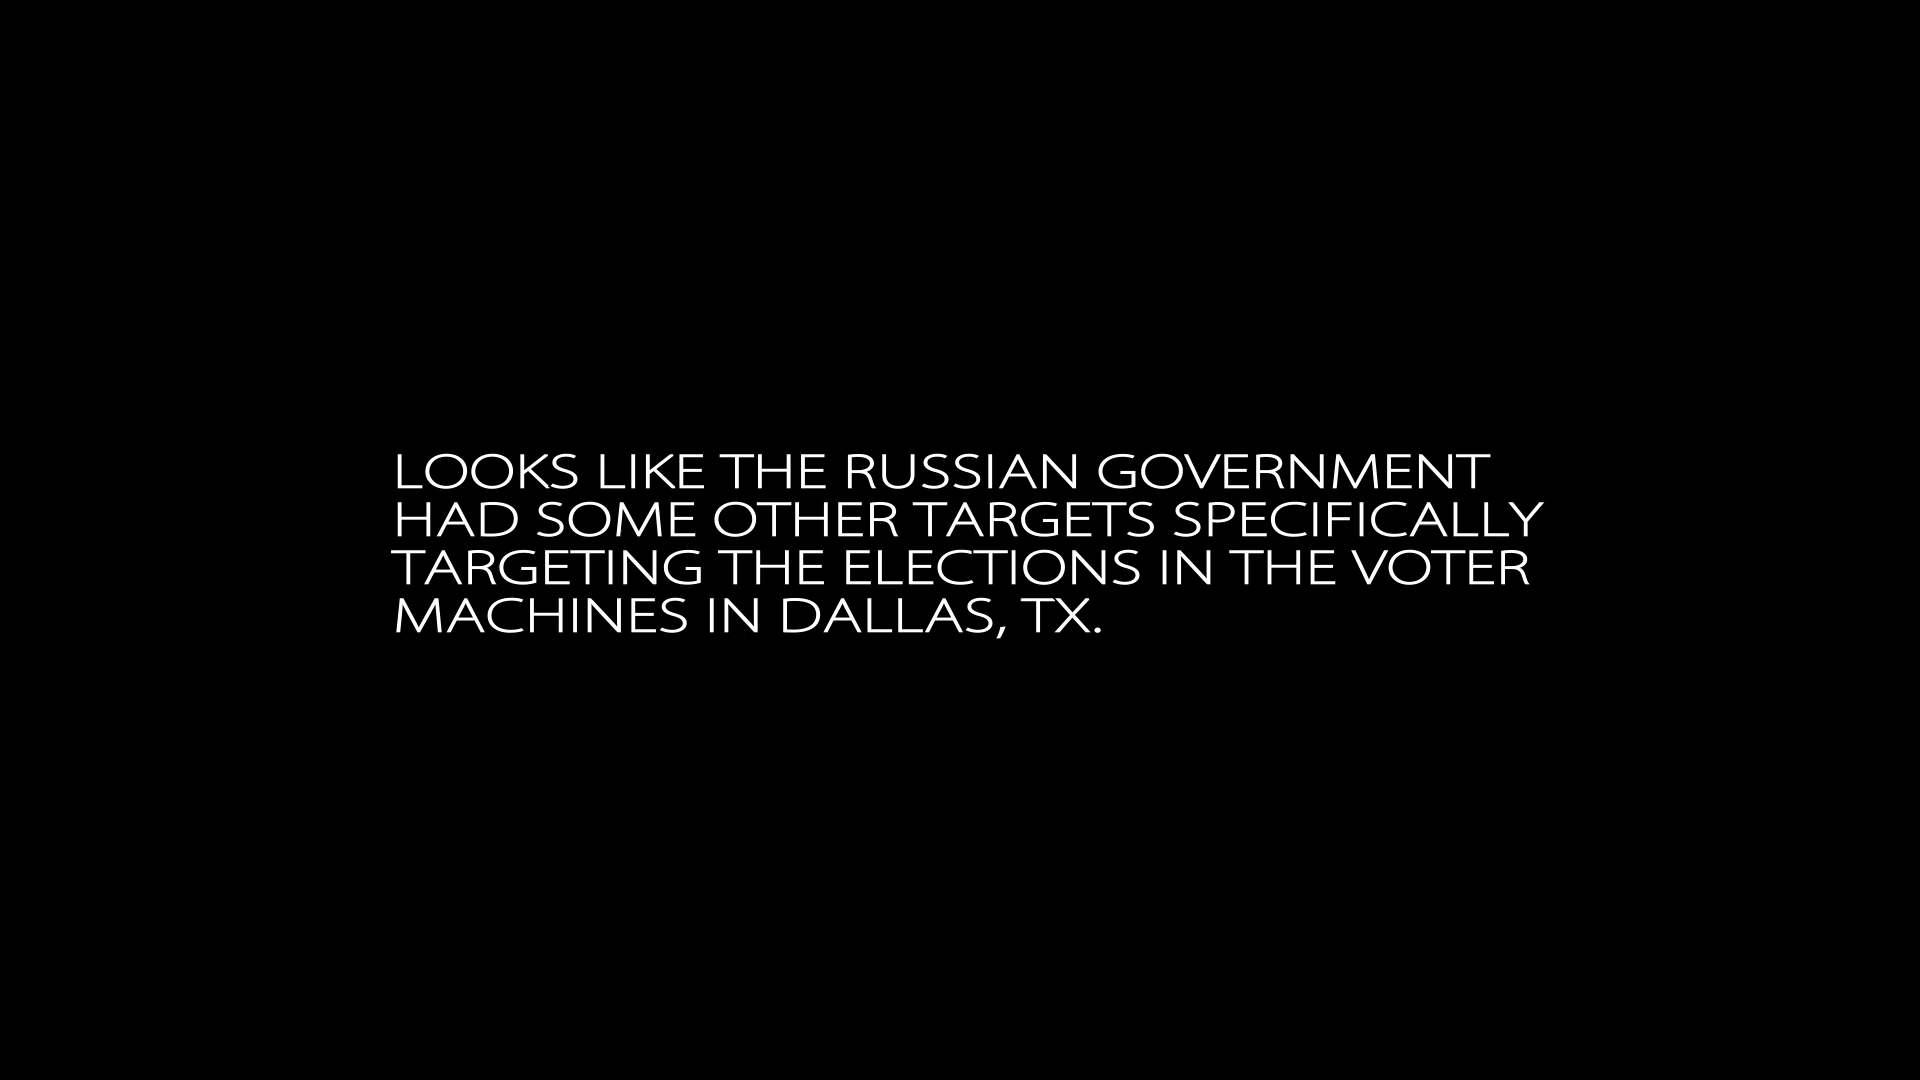 LOOKS LIKE THE RUSSIAN GOVERNMENT
HAD SOME OTHER TARGETS SPECIFICALLY
TARGETING THE ELECTIONS IN THE VOTER
MACHINES IN DALLAS, TX.